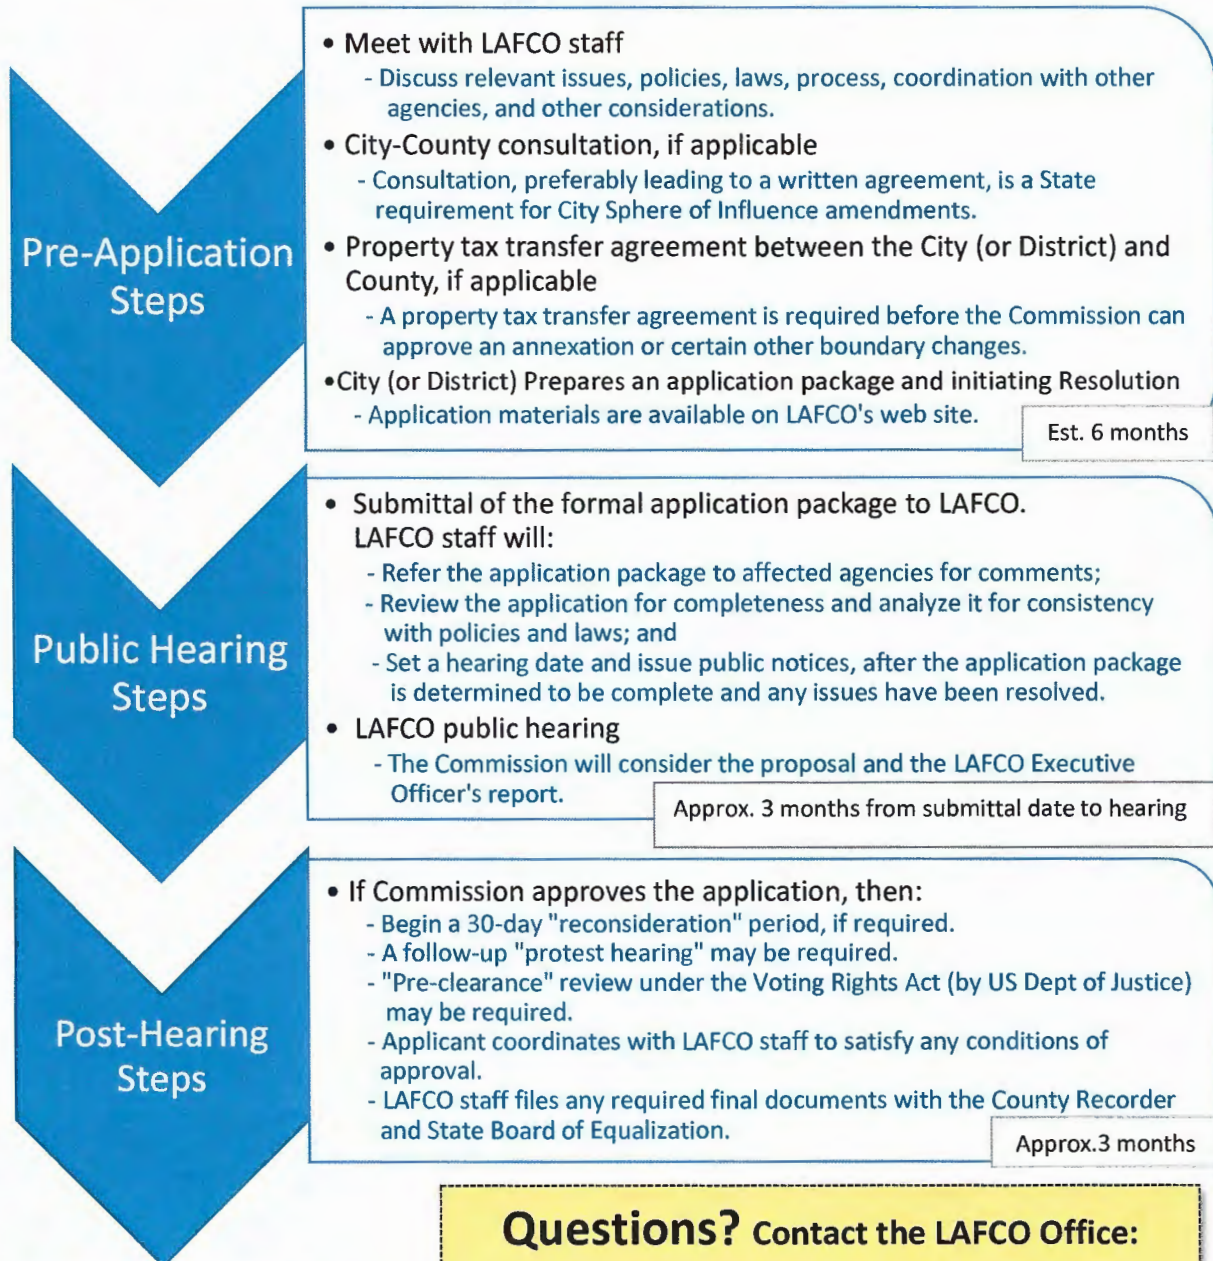 Pre-Application
Steps
• Meet with LAFCO staff
- Discuss relevant issues, policies, laws, process, coordination with other
agencies, and other considerations.
• City-County consultation, if applicable
- Consultation, preferably leading to a written agreement, is a State
requirement for City Sphere of Influence amendments.
• Property tax transfer agreement between the City (or District) and
County, if applicable
- A property tax transfer agreement is required before the Commission can
approve an annexation or certain other boundary changes.
•City (or District) Prepares an application package and initiating Resolution
- Application materials are available on LAFCO's web site.
Est. 6 months
Public Hearing
Steps
• Submittal of the formal application package to LAFCO.
LAFCO staff will:
- Refer the application package to affected agencies for comments;
- Review the application for completeness and analyze it for consistency
with policies and laws; and
- Set a hearing date and issue public notices, after the application package
is determined to be complete and any issues have been resolved.
• LAFCO public hearing
- The Commission will consider the proposal and the LAFCO Executive
Officer's report.
Approx. 3 months from submittal date to hearing
Post-Hearing
Steps
• If Commission approves the application, then:
- Begin a 30-day "reconsideration" period, if required.
- A follow-up "protest hearing" may be required.
- "Pre-clearance" review under the Voting Rights Act (by US Dept of Justice)
may be required.
- Applicant coordinates with LAFCO staff to satisfy any conditions of
approval.
- LAFCO staff files any required final documents with the County Recorder
and State Board of Equalization.
Approx.3 months
Questions? Contact the LAFCO Office: